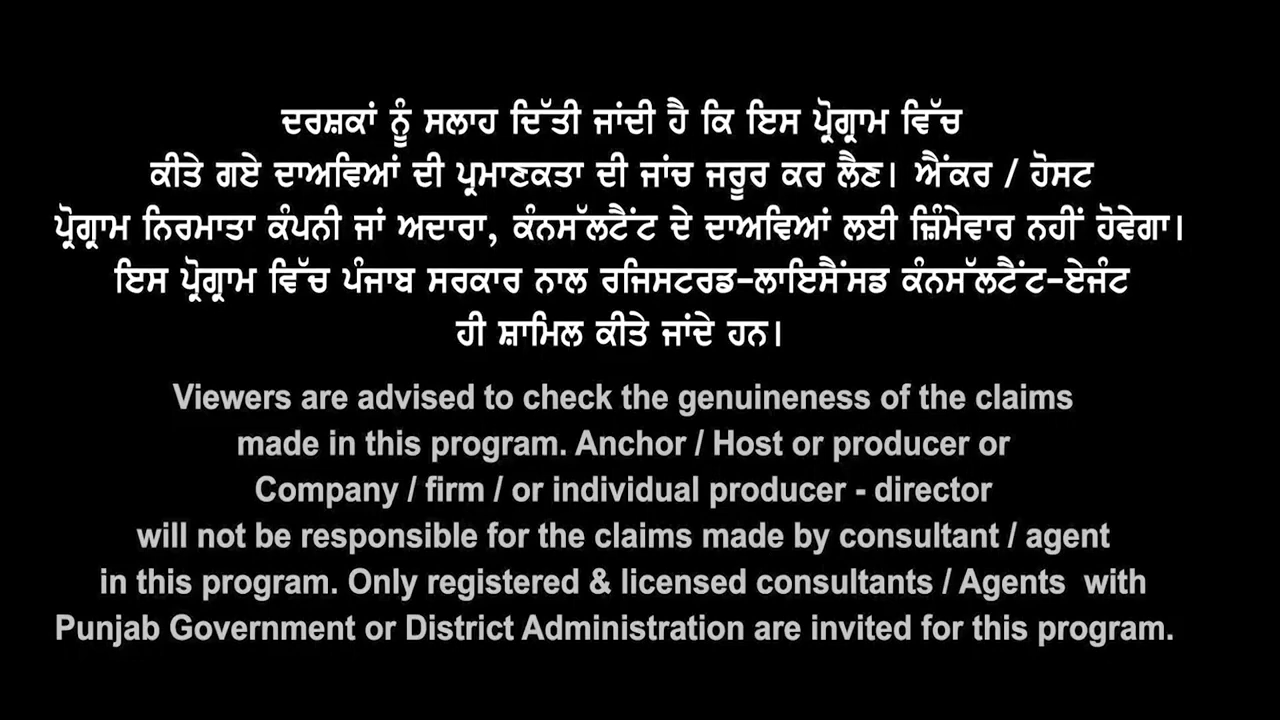 ਦਰਸ਼ਕਾਂ ਨੂੰ ਸਲਾਹ ਦਿੱਤੀ ਜਾਂਦੀ ਹੈ ਕਿ ਇਸ ਪ੍ਰੋਗ੍ਰਾਮ ਵਿੱਚ
ਕੀਤੇ ਗਏ ਦਾਅਵਿਆਂ ਦੀ ਪ੍ਰਮਾਣਕਤਾ ਦੀ ਜਾਂਚ ਜਰੂਰ ਕਰ ਲੈਣ। ਐਂਕਰ / ਹੋਸਟ
ਪ੍ਰੋਗ੍ਰਾਮ ਨਿਰਮਾਤਾ ਕੰਪਨੀ ਜਾਂ ਅਦਾਰਾ, ਕੰਨਸੱਲਟੈਂਟ ਦੇ ਦਾਅਵਿਆਂ ਲਈ ਜ਼ਿੰਮੇਵਾਰ ਨਹੀਂ ਹੋਵੇਗਾ।
ਇਸ ਪ੍ਰੋਗ੍ਰਾਮ ਵਿੱਚ ਪੰਜਾਬ ਸਰਕਾਰ ਨਾਲ ਰਜਿਸਟਰਡ-ਲਾਇਸੈਂਸਡ ਕੰਨਸੱਲਟੈਂਟ-ਏਜੰਟ
ਹੀ ਸ਼ਾਮਿਲ ਕੀਤੇ ਜਾਂਦੇ ਹਨ।
Viewers are advised to check the genuineness of the claims
made in this program. Anchor / Host or producer or
Company / firm / or individual producer - director
will not be responsible for the claims made by consultant / agent
in this program. Only registered & licensed consultants / Agents with
Punjab Government or District Administration are invited for this program.